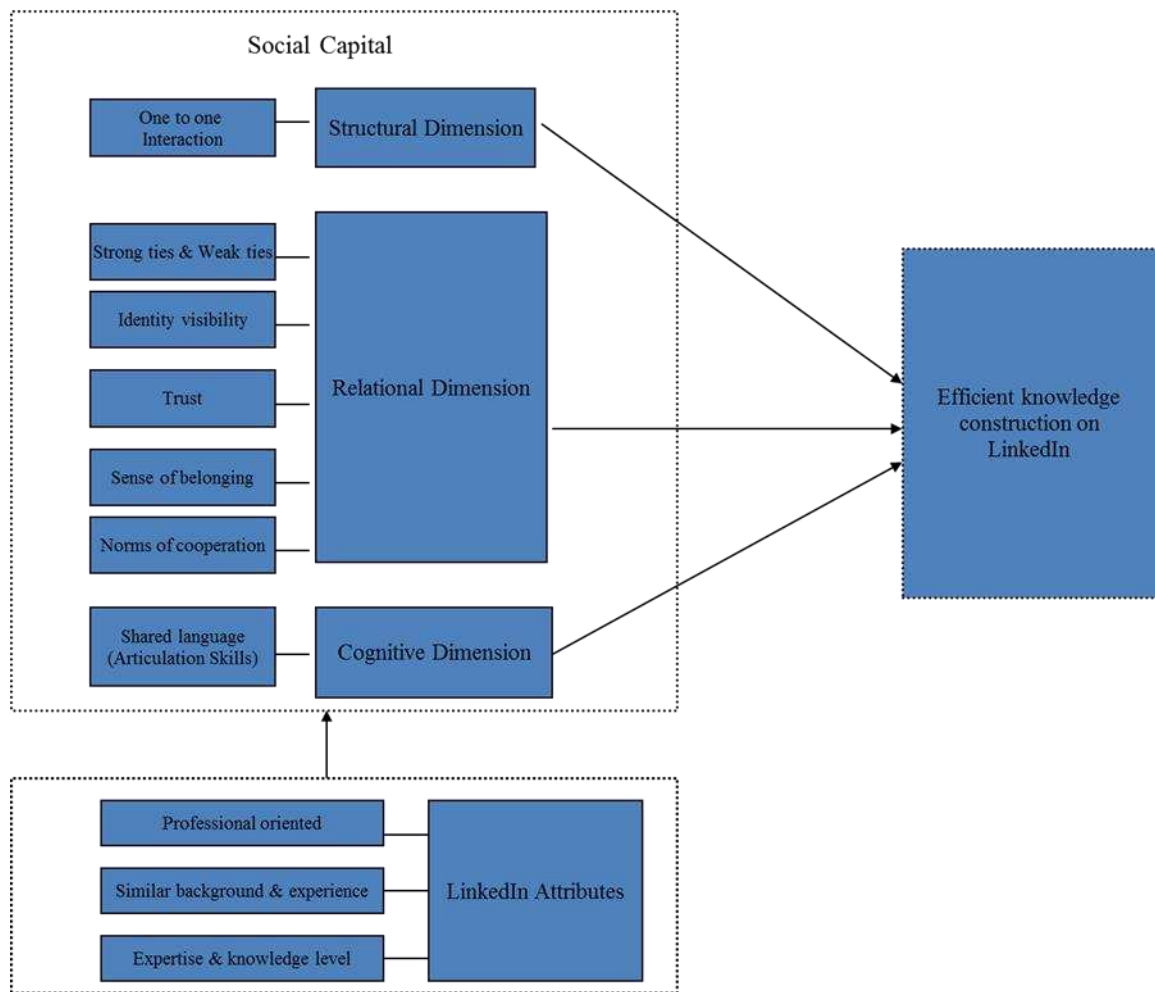 Social Capital
One to one
Interaction
Structural Dimension
Strong ties & Weak ties
Identity visibility
Trust
Sense of belonging
Norms of cooperation
Relational Dimension
Shared language
(Articulation Skills)
Cognitive Dimension
Efficient knowledge
construction on
LinkedIn
Professional oriented
Similar background & experience
Expertise & knowledge level
LinkedIn Attributes